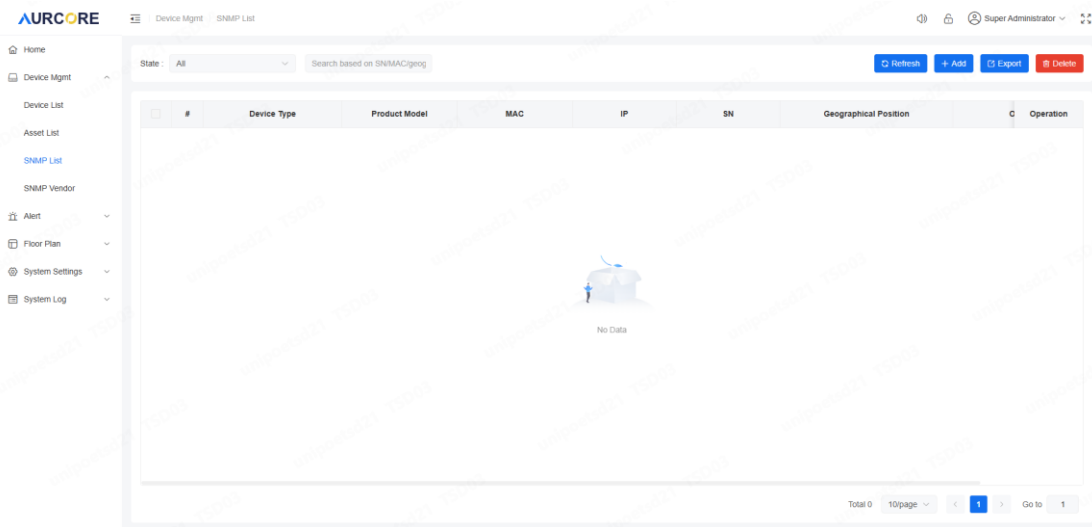 AURCORE
Device Mgmt
SNMP List
Super Administrator
Home
Device Mgmt
Device List
Asset List
SNMP List
SNMP Vendor
Alert
Floor Plan
System Settings
System Log
State : All
Search based on SN/MAC/geog
Refresh
+ Add
Export
Delete
# Device Type Product Model MAC IP SN Geographical Position O Operation
No Data
Total 0 10/page < 1 > Go to 1